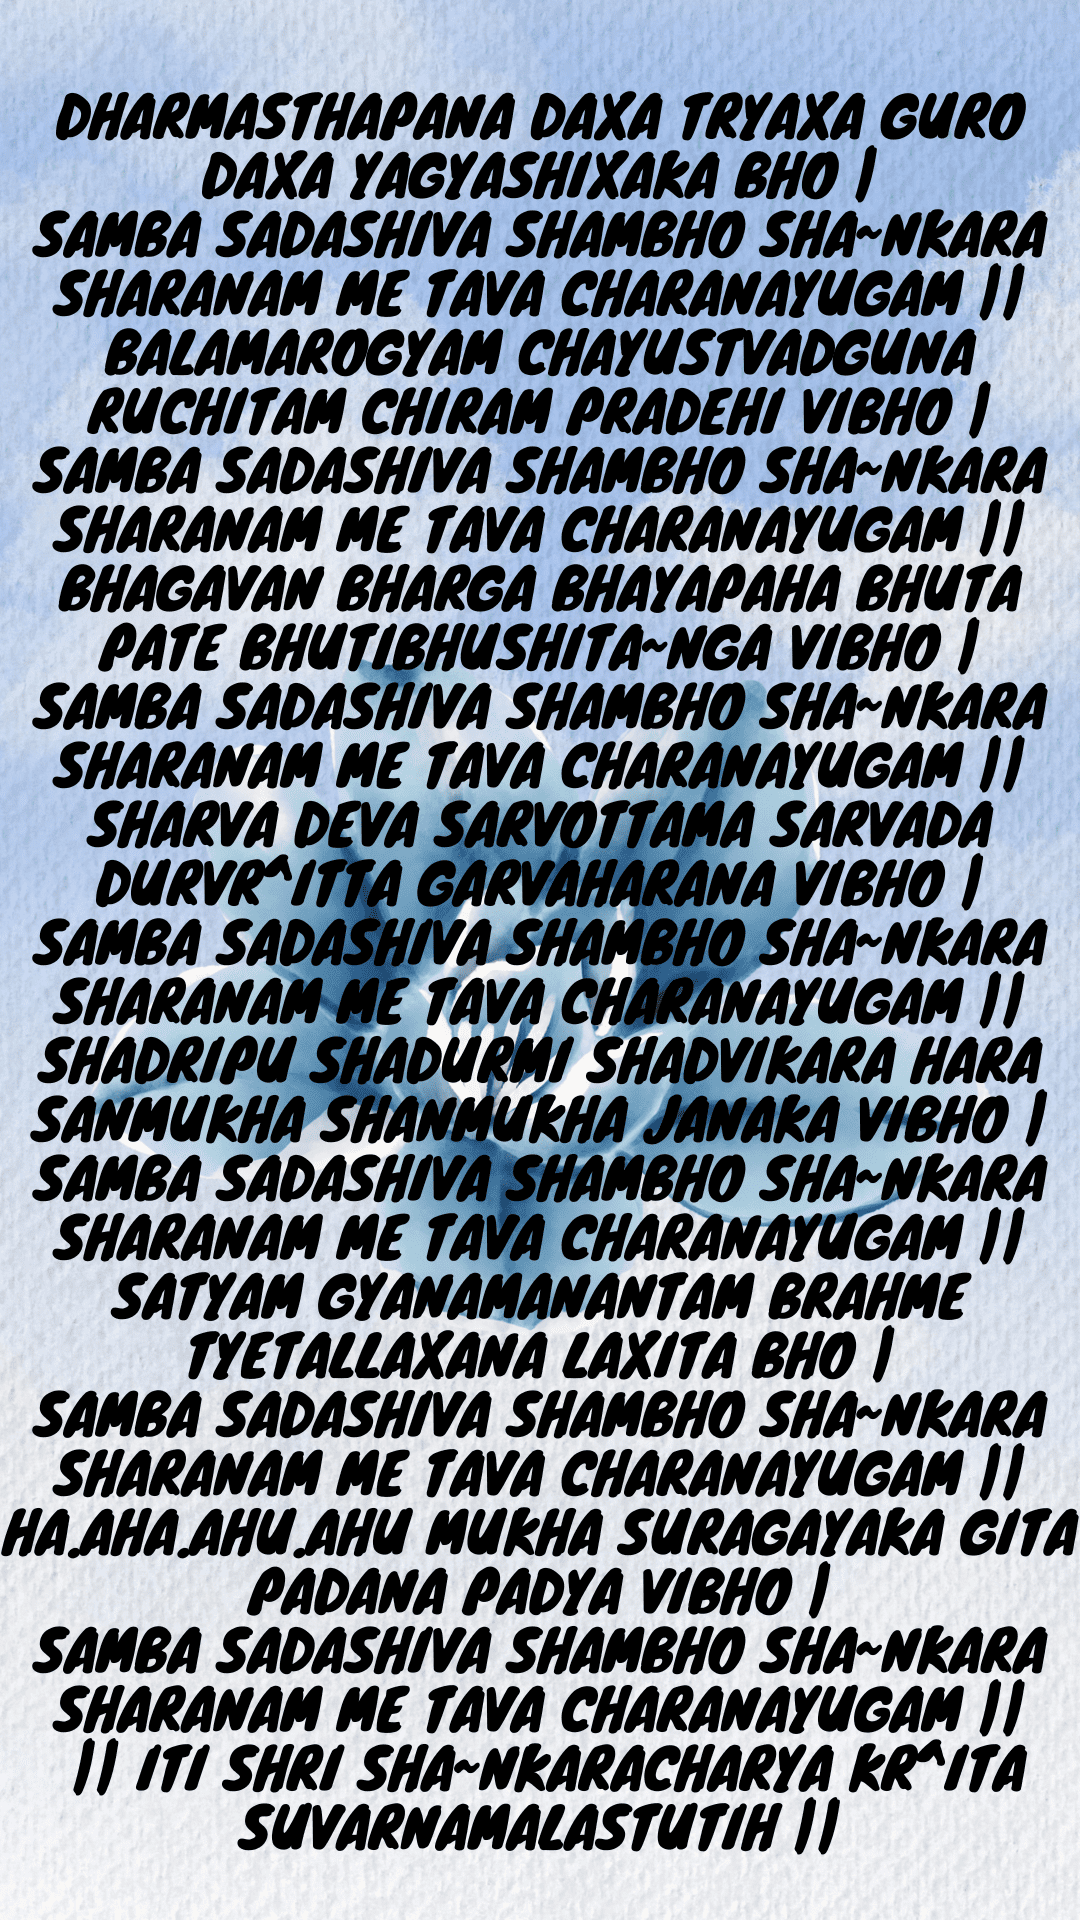 DHARMASTHAPANA DAXA TRYAXA GURO
DAXA YAGYASHIXAKA BHO |
SAMBA SADASHIVA SHAMBHO SHA~NKARA
SHARANAM ME TAVA CHARANAYUGAM ||
BALAMAROGYAM CHAYUSTVADGUNA
RUCHITAM CHIRAM PRADEHI VIBHO |
SAMBA SADASHIVA SHAMBHO SHA~NKARA
SHARANAM ME TAVA CHARANAYUGAM ||
BHAGAVAN BHARGA BHAYAPAHA BHUTA
PATE BHUTIBHUSHITA~NGA VIBHO |
SAMBA SADASHIVA SHAMBHO SHA~NKARA
SHARANAM ME TAVA CHARANAYUGAM ||
SHARVA DEVA SARVOTTAMA SARVADA
DURVR^ITTA GARVAHARANA VIBHO |
SAMBA SADASHIVA SHAMBHO SHA~NKARA
SHARANAM ME TAVA CHARANAYUGAM ||
SHADRIPU SHADURMI SHADVIKARA HARA
SANMUKHA SHANMUKHA JANAKA VIBHO |
SAMBA SADASHIVA SHAMBHO SHA~NKARA
SHARANAM ME TAVA CHARANAYUGAM ||
SATYAM GYANAMANANTAM BRAHME
TYETALLAXANA LAXITA BHO |
SAMBA SADASHIVA SHAMBHO SHA~NKARA
SHARANAM ME TAVA CHARANAYUGAM ||
HA.AHA.AHU.AHU MUKHA SURAGAYAKA GITA
PADANA PADYA VIBHO |
SAMBA SADASHIVA SHAMBHO SHA~NKARA
SHARANAM ME TAVA CHARANAYUGAM ||
|| ITI SHRI SHA~NKARACHARYA KR^ITA
SUVARNAMALASTUTIH ||